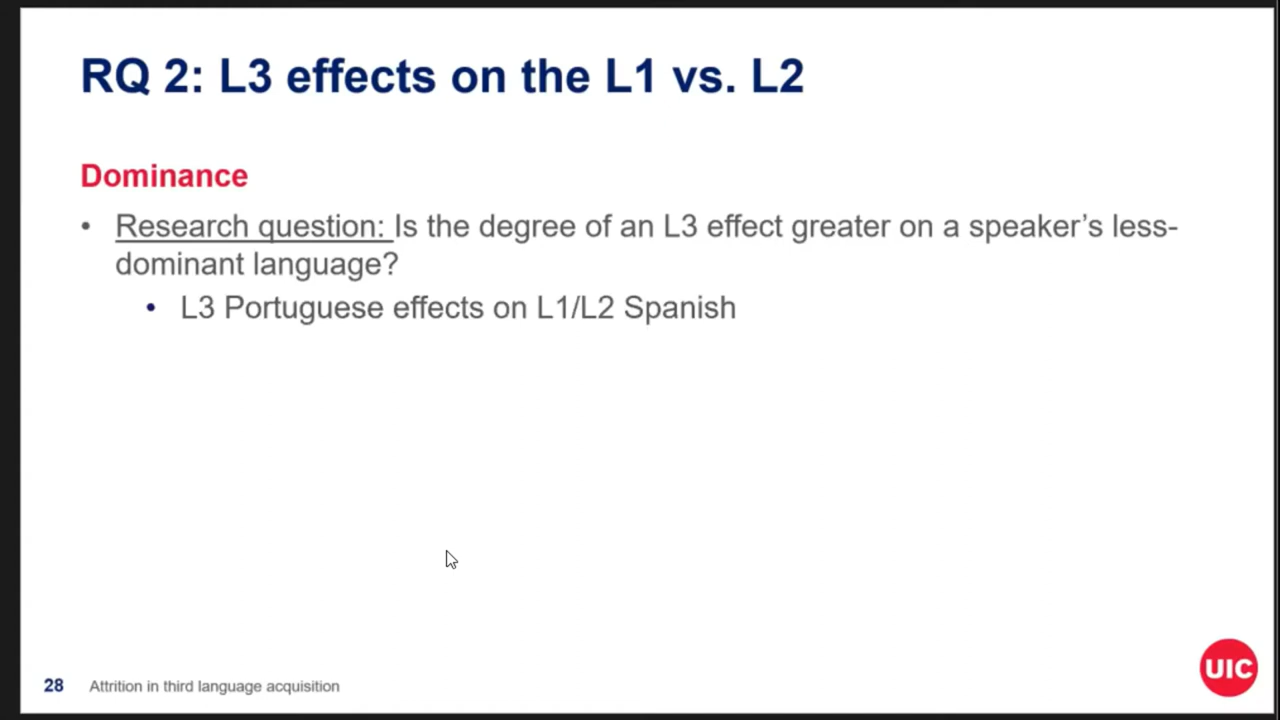 RQ 2: L3 effects on the L1 vs. L2
Dominance
• Research question: Is the degree of an L3 effect greater on a speaker’s less-
dominant language?
• L3 Portuguese effects on L1/L2 Spanish
28 Attrition in third language acquisition
UIC